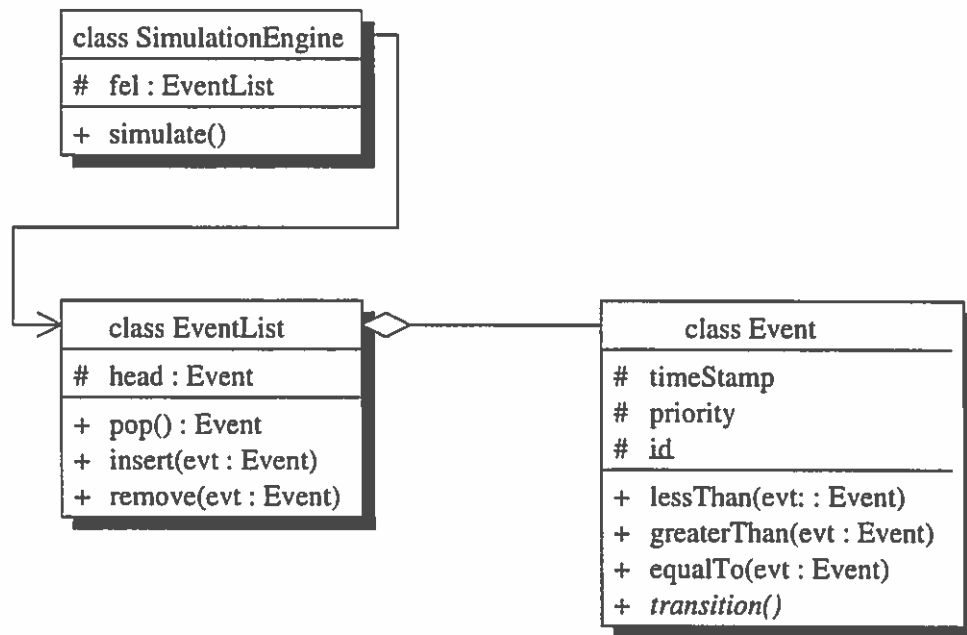 class SimulationEngine
# fel : EventList
+ simulate()
class EventList
# head : Event
+ pop() : Event
+ insert(evt : Event)
+ remove(evt : Event)
class Event
# timeStamp
# priority
# id
+ lessThan(evt: : Event)
+ greaterThan(evt : Event)
+ equalTo(evt : Event)
+ transition()